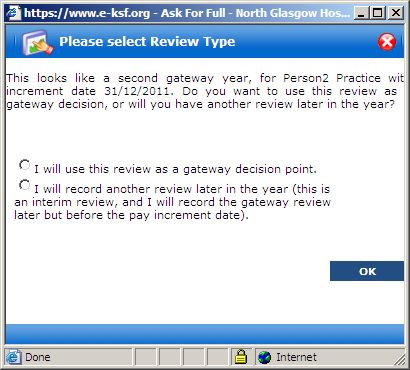 https://www.e-ksf.org - Ask For Full - North Glasgow Hos...
Please select Review Type
This looks like a second gateway year, for Person2 Practice wit
increment date 31/12/2011. Do you want to use this review as
gateway decision, or will you have another review later in the year?
I will use this review as a gateway decision point.
I will record another review later in the year (this is
an interim review, and I will record the gateway review
later but before the pay increment date).
OK
Done
Internet